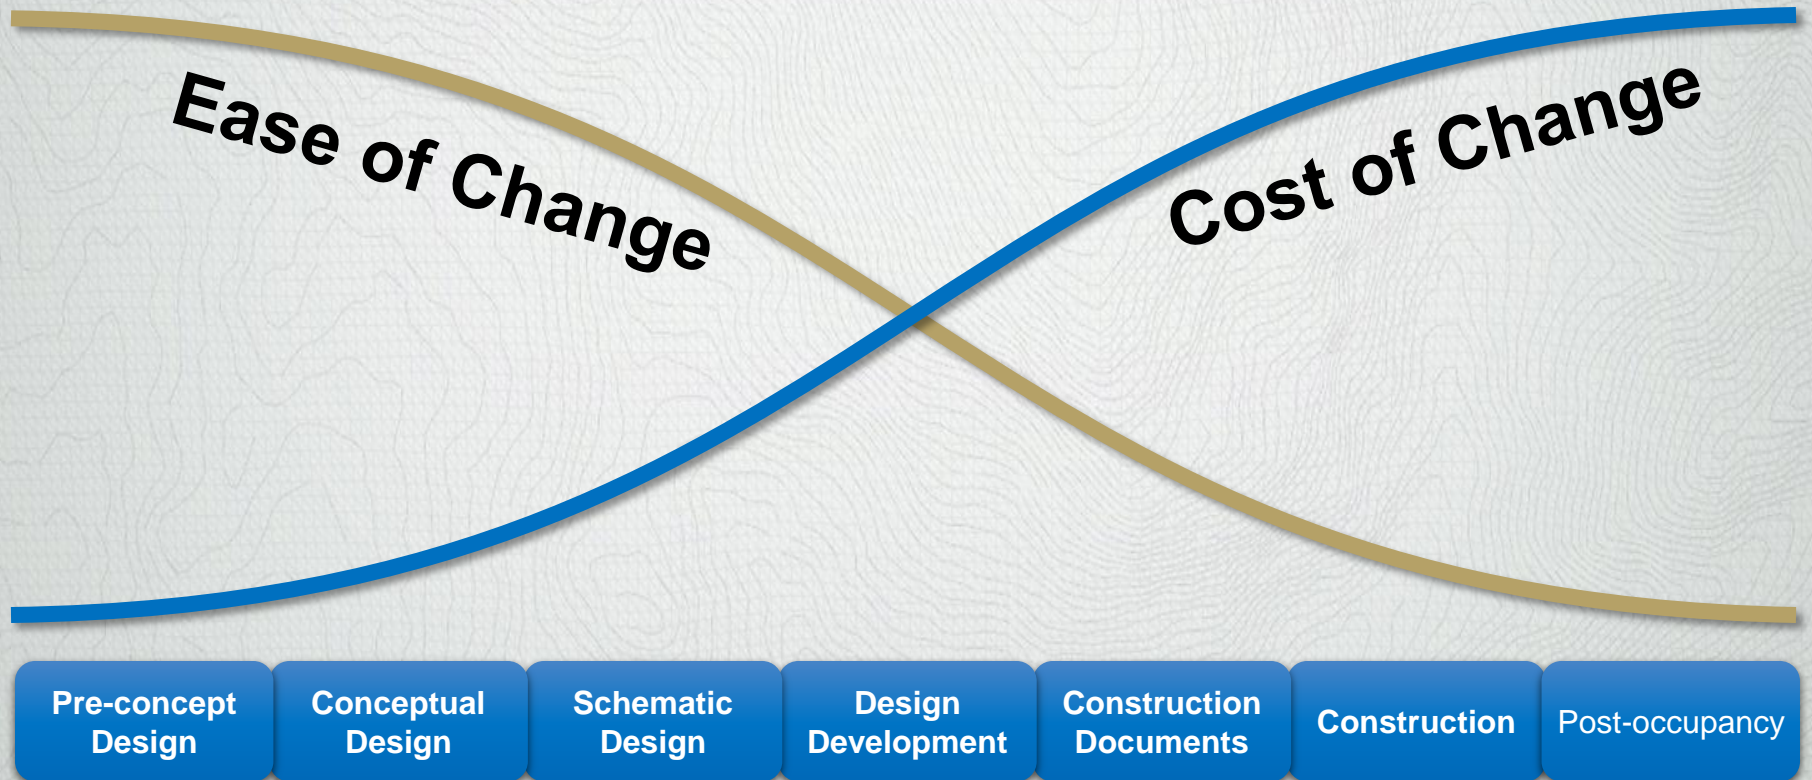 Ease of Change
Cost of Change
Pre-concept
Design
Conceptual
Design
Schematic
Design
Design
Development
Construction
Documents
Construction
Post-occupancy